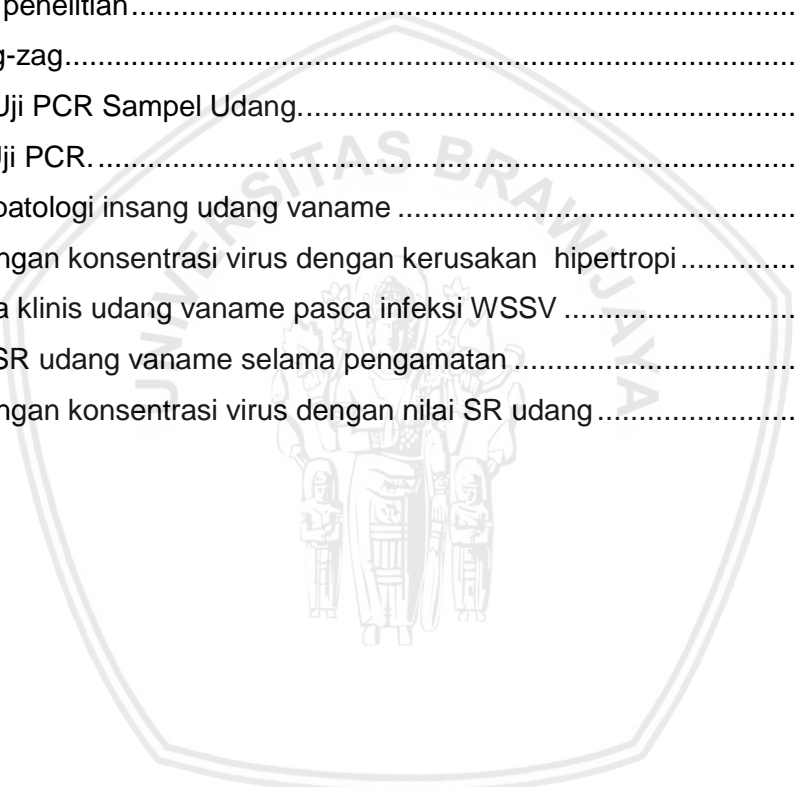 penelitian................................................................................
g-zag................................................................................
Uji PCR Sampel Udang................................................................................
Uji PCR................................................................................
patologi insang udang vaname................................................................................
ngan konsentrasi virus dengan kerusakan hipertropi..............
a klinis udang vaname pasca infeksi WSSV................................
SR udang vaname selama pengamatan........................................
ngan konsentrasi virus dengan nilai SR udang........................
UNIVERSITAS BRAWIJAYA